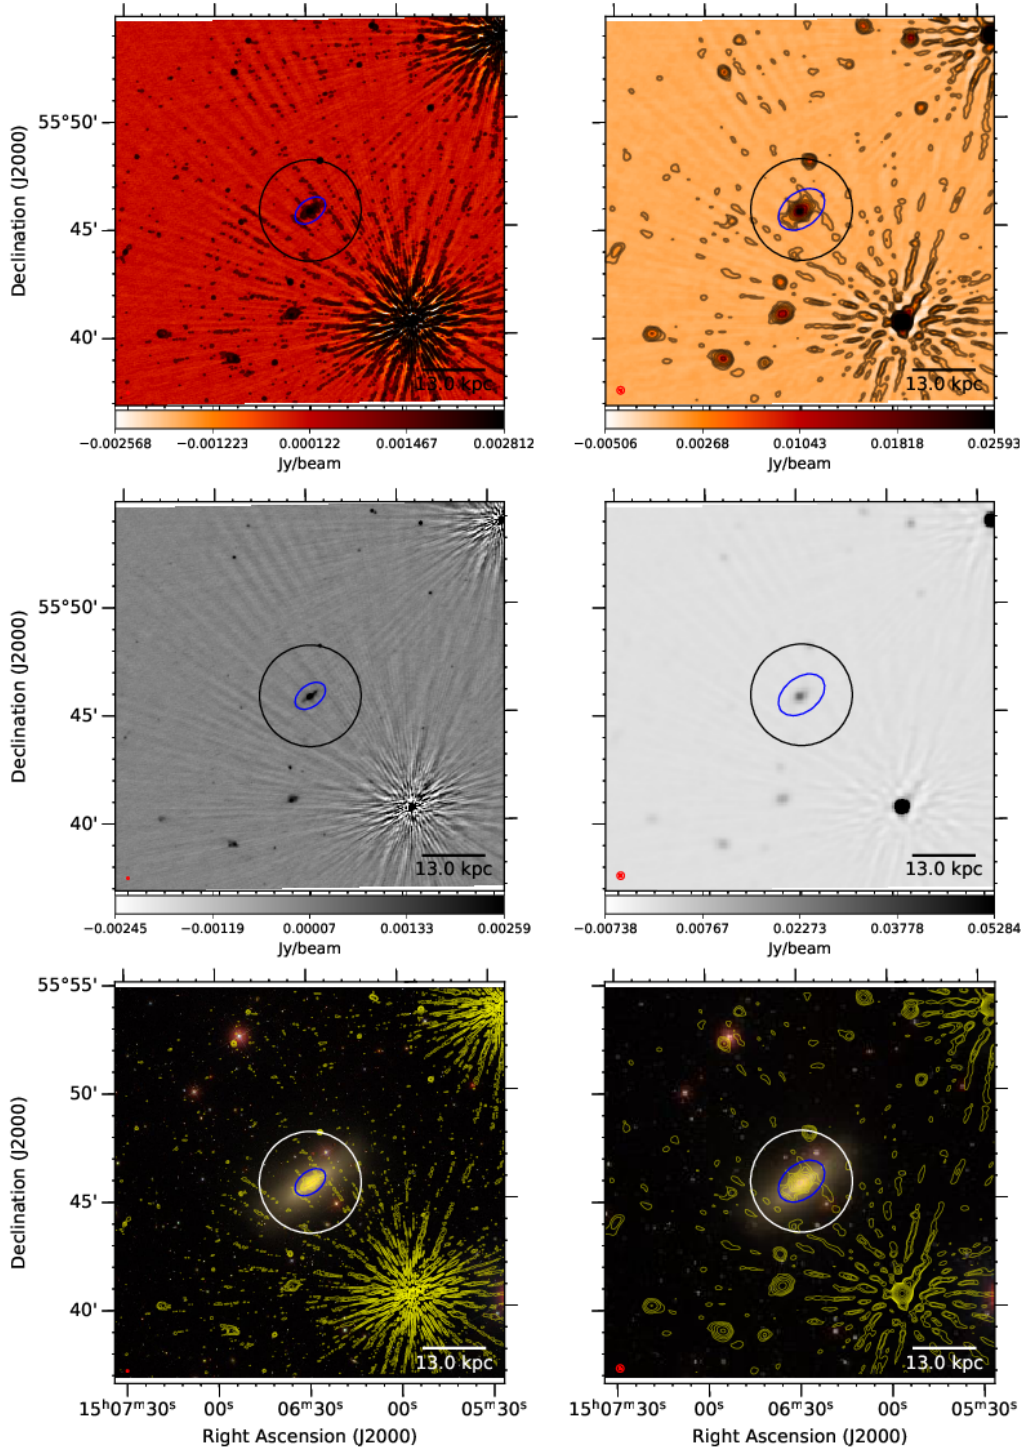 Declination (J2000)
55°50'
45'
40'
13.0 kpc
13.0 kpc
−0.002568 −0.001223 0.000122 0.001467 0.002812
Jy/beam
−0.00506 0.00268 0.01043 0.01818 0.02593
Jy/beam
Declination (J2000)
55°50'
45'
40'
13.0 kpc
13.0 kpc
−0.00245 −0.00119 0.00007 0.00133 0.00259
Jy/beam
−0.00738 0.00767 0.02273 0.03778 0.05284
Jy/beam
Declination (J2000)
55°55'
50'
45'
40'
13.0 kpc
13.0 kpc
15ʰ07ᵐ30ˢ 00ˢ 06ᵐ30ˢ 00ˢ 05ᵐ30ˢ
Right Ascension (J2000)
15ʰ07ᵐ30ˢ 00ˢ 06ᵐ30ˢ 00ˢ 05ᵐ30ˢ
Right Ascension (J2000)